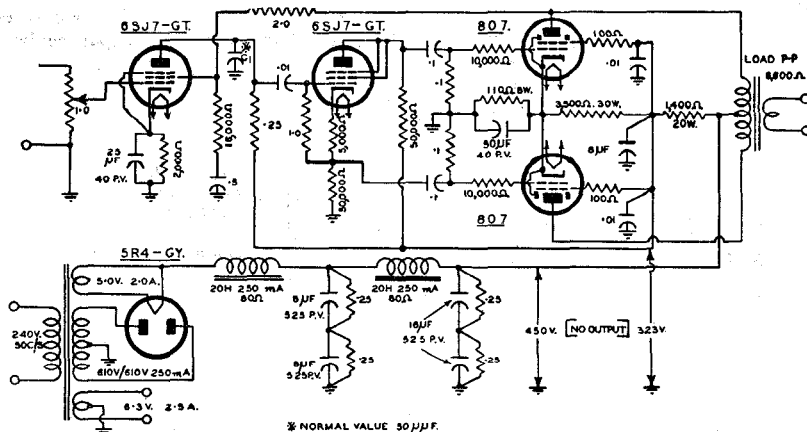 6SJ7-GT.
2·0
6SJ7-GT.
807.
100Ω
·01
LOAD P-P
6,600Ω
1·0
25
μF
40 P.V.
2,000Ω
15,000Ω
·5
·25
·01
1·0
5,000Ω
50,000Ω
50,000Ω
·1
·1
·1
·1
10,000Ω
10,000Ω
110Ω 8W.
50μF
40 P.V.
3,500Ω. 30W.
1,400Ω
20W.
8μF
100Ω
·01
807
5R4-GY.
5·0V. 2·0A.
240V.
50C/S
610V/610V 250mA
6·3V. 2·5A.
20H 250 mA
80Ω
8μF
525 P.V.
·25
8μF
525P.V.
·25
20H 250 mA
80Ω
16μF
525 P.V.
·25
·25
450V. [NO OUTPUT] 323V.
※ NORMAL VALUE 50 μμF.